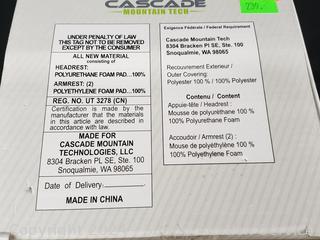 CASCADE
MOUNTAIN TECH
UNDER PENALTY OF LAW
THIS TAG NOT TO BE REMOVED
EXCEPT BY THE CONSUMER
ALL NEW MATERIAL
consisting of
HEADREST:
POLYURETHANE FOAM PAD...100%
ARMREST: (2)
POLYETHYLENE FOAM PAD...100%
REG. NO. UT 3278 (CN)
Certification is made by the
manufacturer that the materials
in this article are described in
accordance with law.
MADE FOR
CASCADE MOUNTAIN
TECHNOLOGIES, LLC
8304 Bracken Pl SE, Ste. 100
Snoqualmie, WA 98065
Date of Delivery:
MADE IN CHINA
Exigence Fédérale / Federal Requirement
Cascade Mountain Tech
8304 Bracken Pl SE, Ste. 100
Snoqualmie, WA 98065
Recouvrement Exterieur /
Outer Covering:
Polyester 100 % / 100% Polyester
Contenu / Content
Appuie-tête / Headrest :
Mousse de polyuréthane 100 %
100% Polyurethane Foam
Accoudoir / Armrest (2) :
Mousse de polyéthylène 100 %
100% Polyethylene Foam